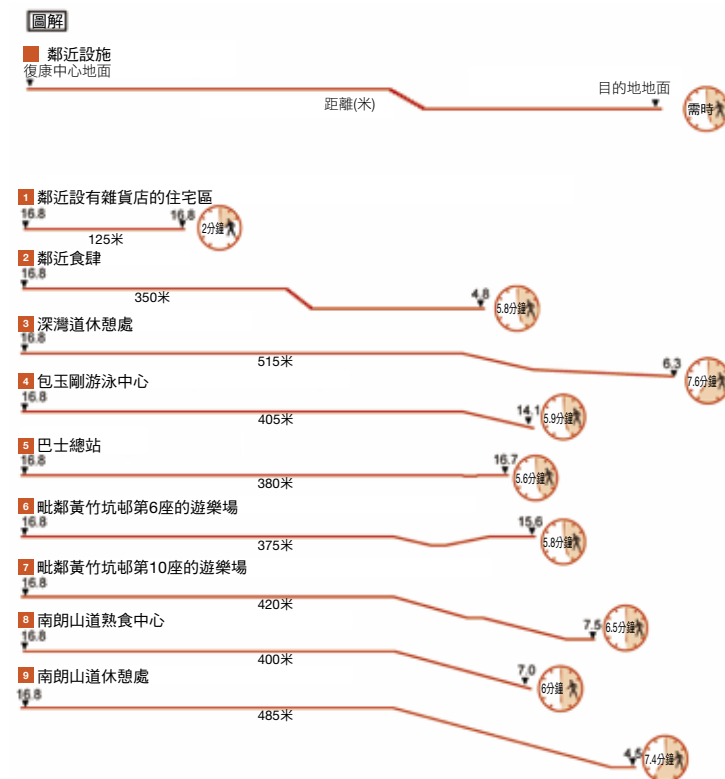 圖解
鄰近設施
復康中心地面
目的地地面
距離(米)
需時
1 鄰近設有雜貨店的住宅區
16.8 16.8
125米
2分鐘
2 鄰近食肆
16.8
350米
4.8
5.8分鐘
3 深灣道休憩處
16.8
515米
6.3
7.6分鐘
4 包玉剛游泳中心
16.8
405米
14.1
5.9分鐘
5 巴士總站
16.8
380米
16.7
5.6分鐘
6 毗鄰黃竹坑邨第6座的遊樂場
16.8
375米
15.6
5.8分鐘
7 毗鄰黃竹坑邨第10座的遊樂場
16.8
420米
7.5
6.5分鐘
8 南朗山道熟食中心
16.8
400米
7.0
6分鐘
9 南朗山道休憩處
16.8
485米
4.5
7.4分鐘